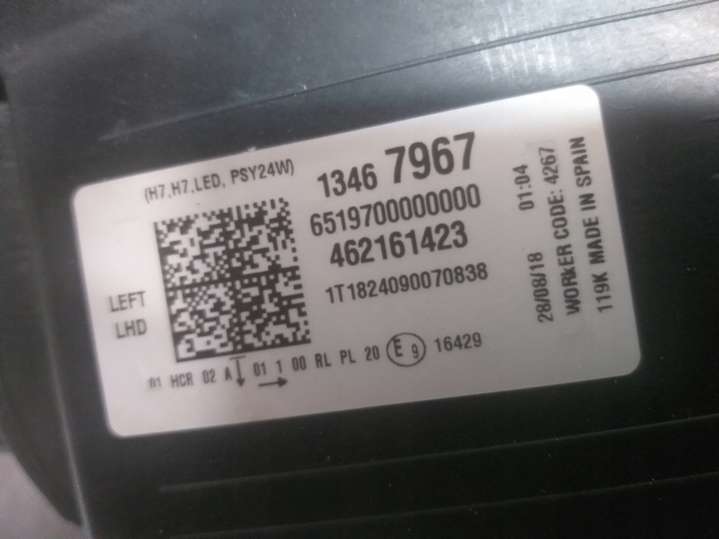 (H7,H7,LED, PSY24W)
1346 7967
6519700000000
462161423
1T1824090070838
LEFT
LHD
01 HCR 02 A 01 1 00 RL PL 20 E9 16429
28/08/18 01:04
WORKER CODE: 4267
119K MADE IN SPAIN